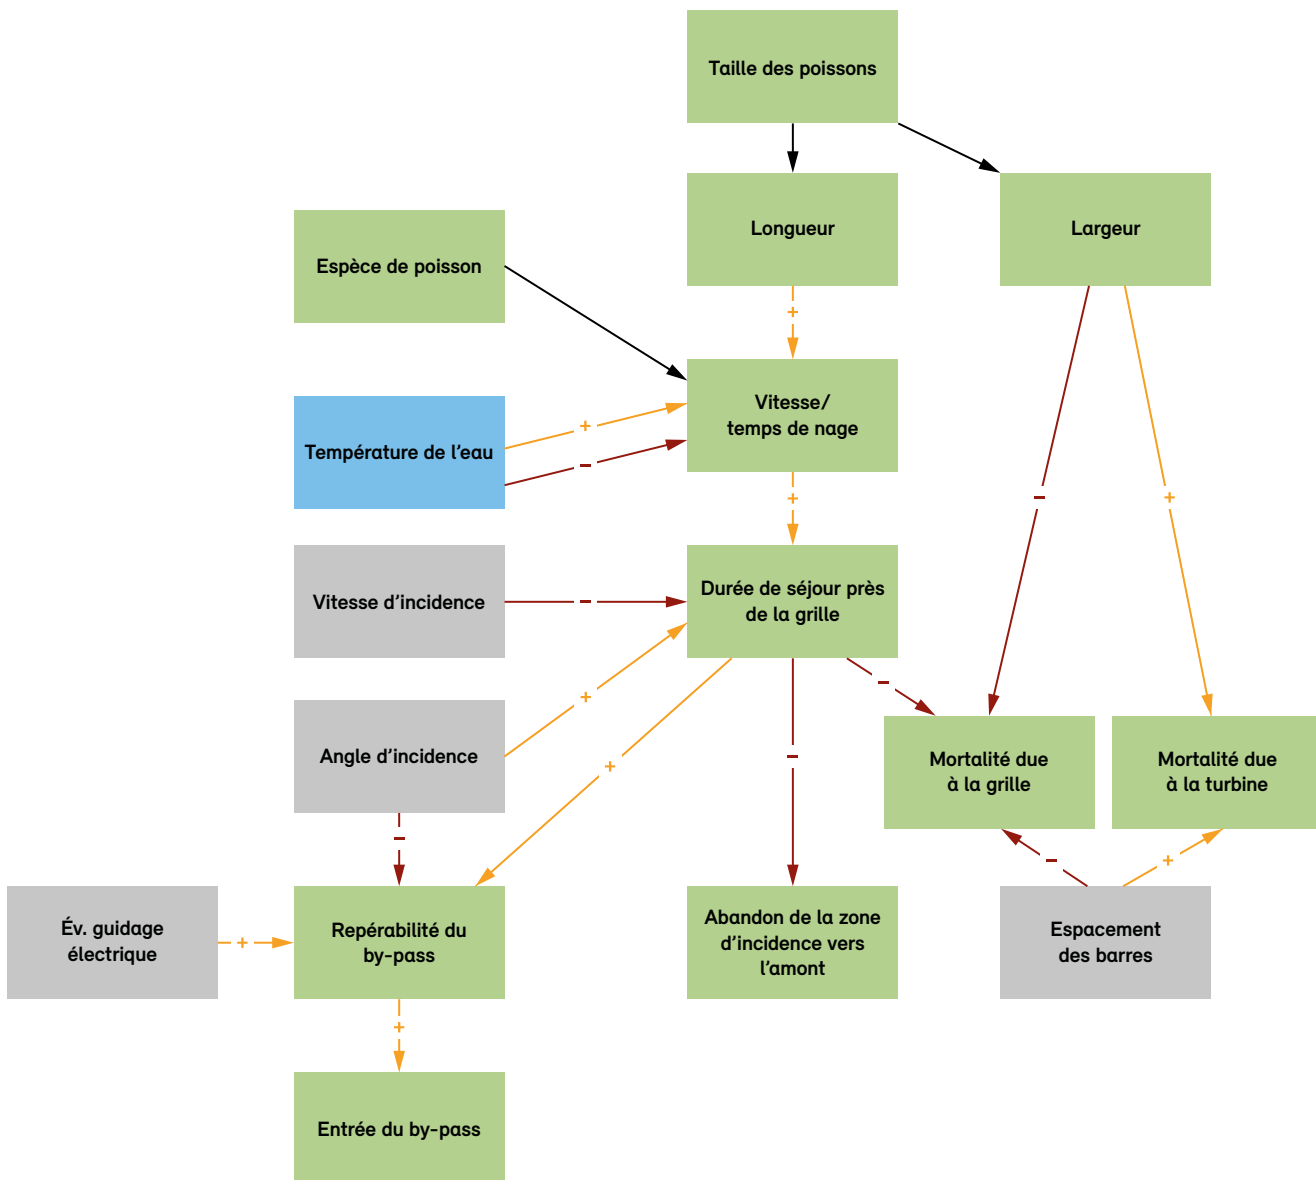 Taille des poissons
Longueur
Largeur
Espèce de poisson
+
Vitesse/
temps de nage
Température de l’eau
+
–
+
–
+
Vitesse d’incidence
–
Durée de séjour près
de la grille
–
+
Angle d’incidence
+
–
Mortalité due
à la grille
Mortalité due
à la turbine
–
–
+
Év. guidage
électrique
+
Repérabilité du
by-pass
Abandon de la zone
d’incidence vers
l’amont
Espacement
des barres
+
Entrée du by-pass